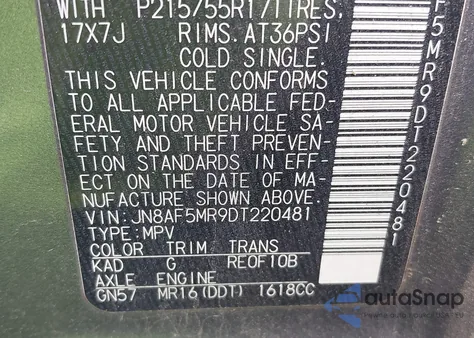 WITH P215/55R17TIRES,
17X7J RIMS.AT36PSI
COLD SINGLE.
THIS VEHICLE CONFORMS
TO ALL APPLICABLE FED-
ERAL MOTOR VEHICLE SA-
FETY AND THEFT PREVEN-
TION STANDARDS IN EFF-
ECT ON THE DATE OF MA-
NUFACTURE SHOWN ABOVE.
VIN:JN8AF5MR9DT220481
TYPE:MPV
COLOR TRIM TRANS
KAD G RE0F10B
AXLE ENGINE
GN57 MR16(DDT) 1618CC
F5MR9DT220481
autoSnap